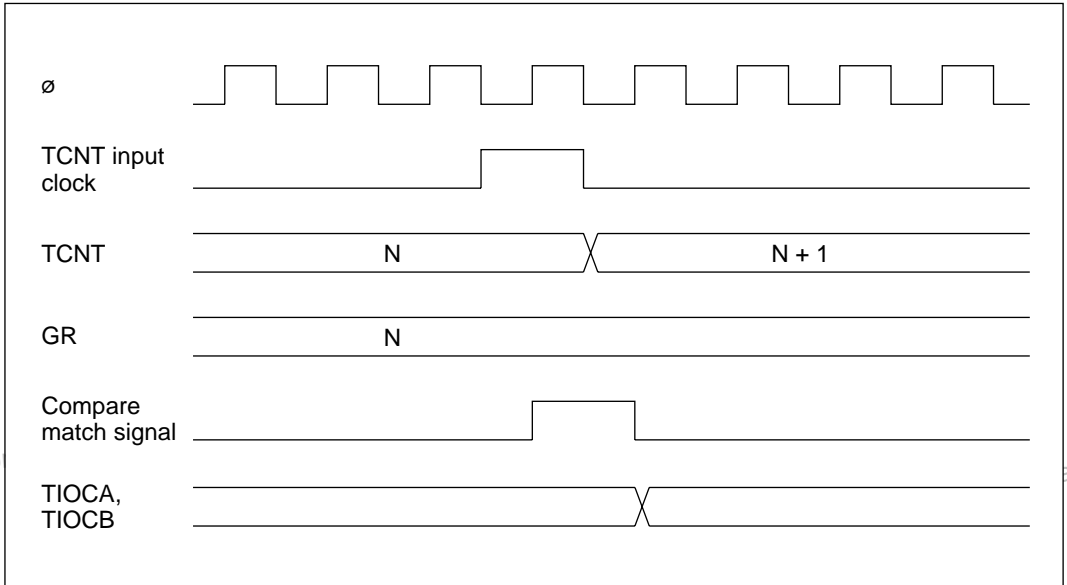 ø
TCNT input
clock
TCNT
N
N + 1
GR
N
Compare
match signal
TIOCA,
TIOCB